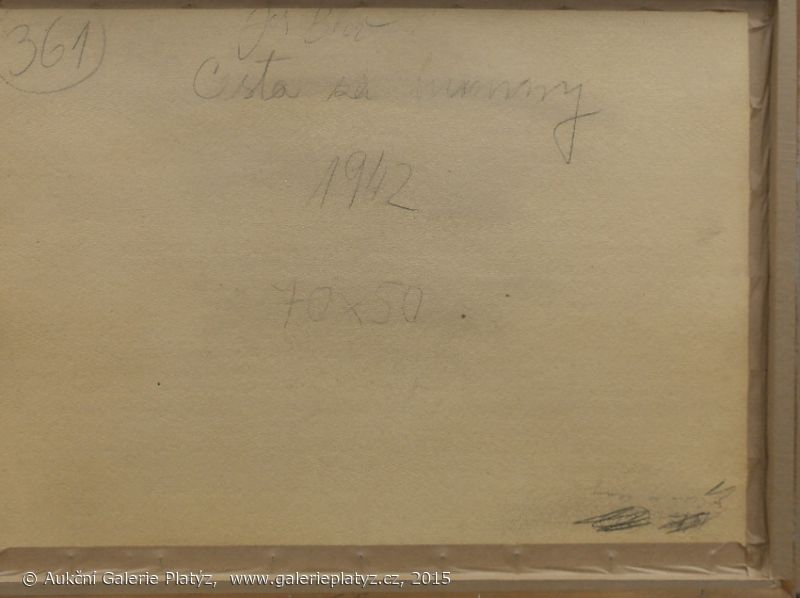 361
Cesta za humny
1942
70x50
© Aukční Galerie Platýz, www.galerieplatyz.cz, 2015